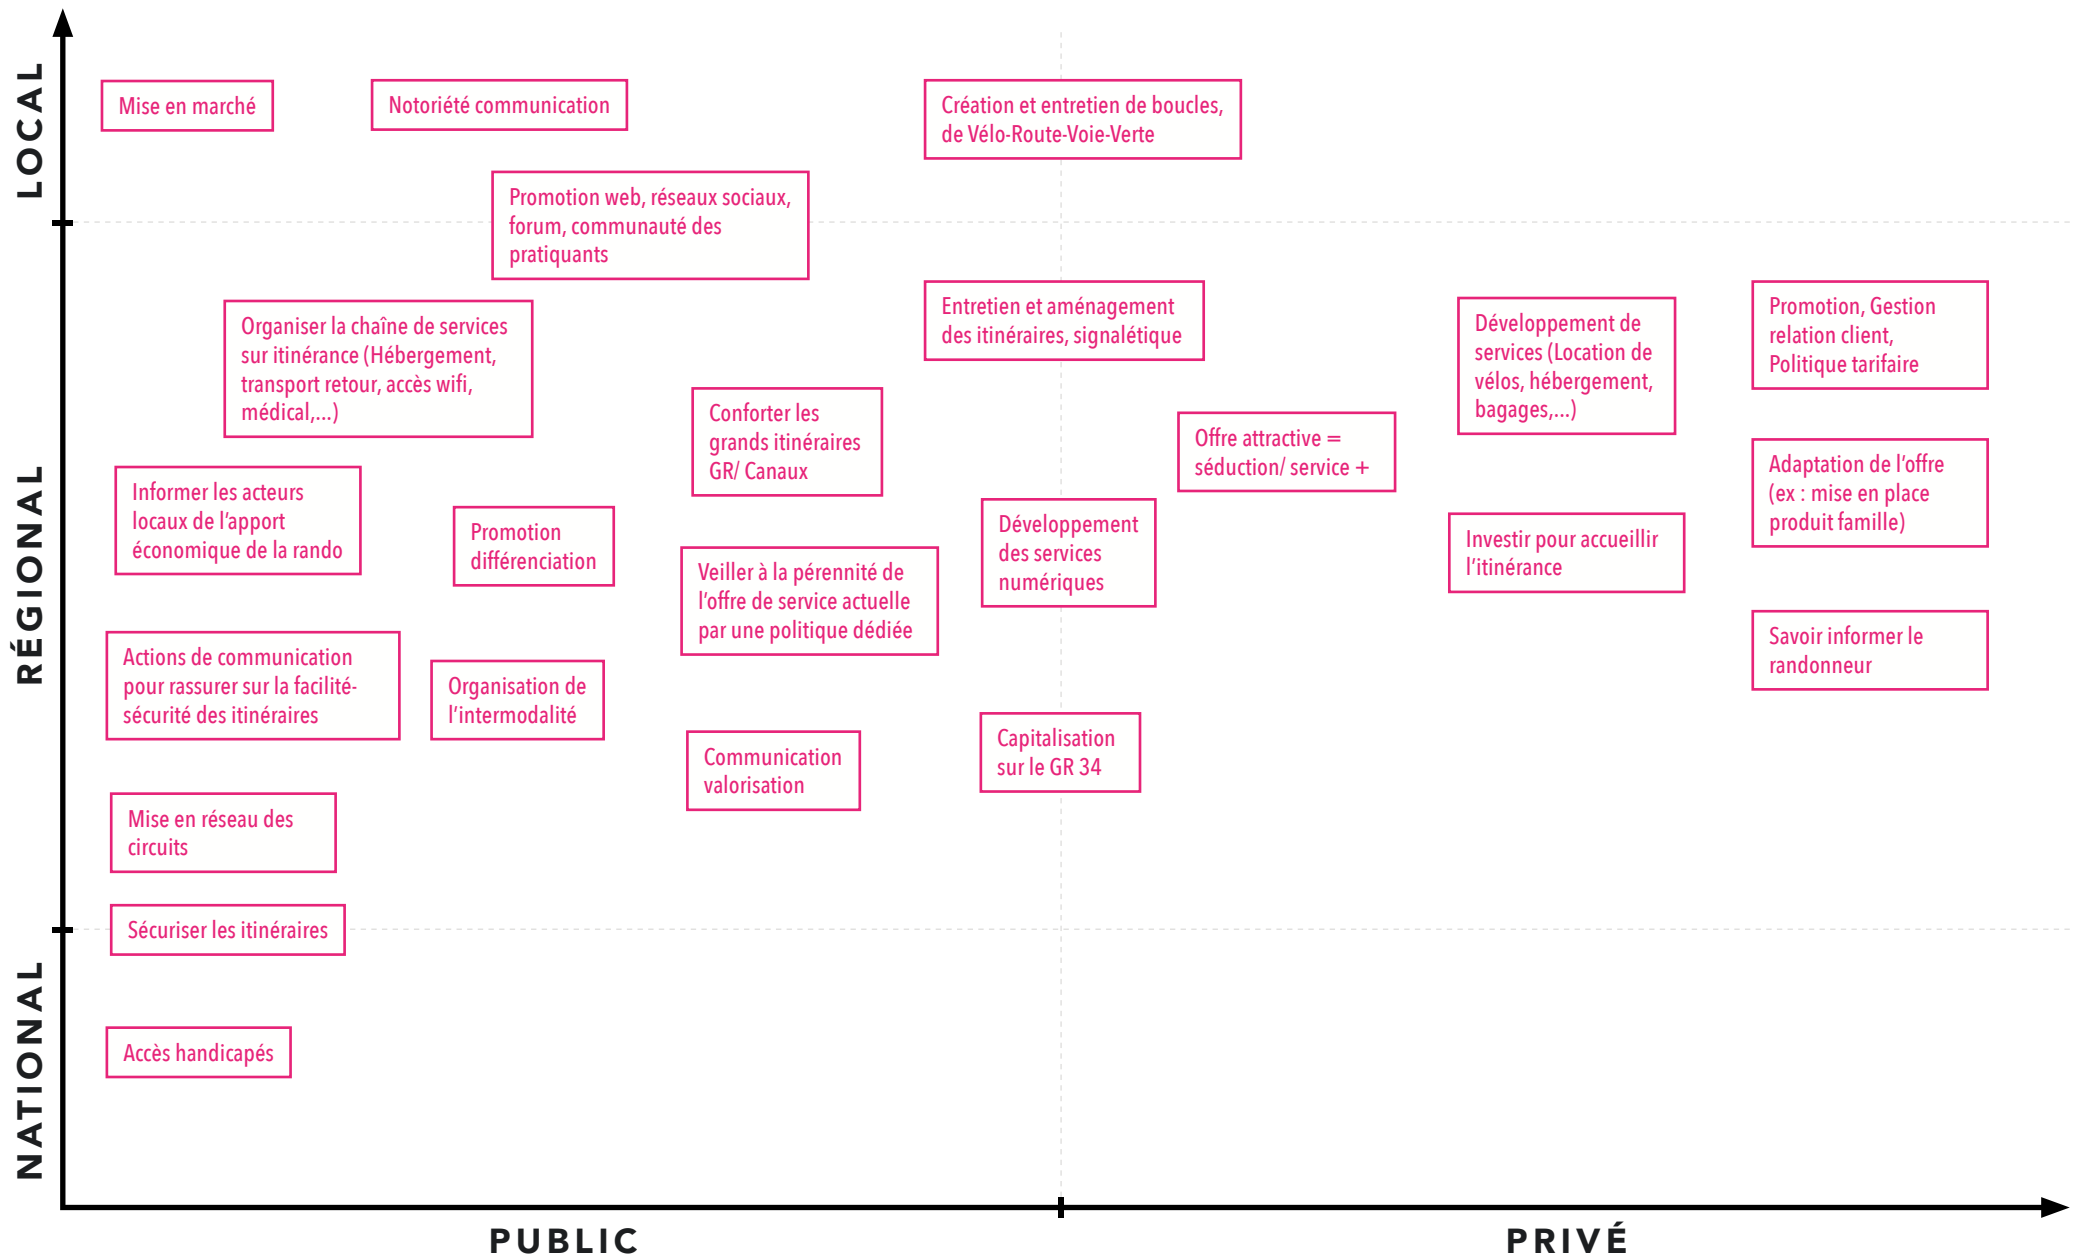 LOCAL
Mise en marché
Notoriété communication
Création et entretien de boucles,
de Vélo-Route-Voie-Verte
Promotion web, réseaux sociaux,
forum, communauté des
pratiquants
RÉGIONAL
Organiser la chaîne de services
sur itinérance (Hébergement,
transport retour, accès wifi,
médical,...)
Entretien et aménagement
des itinéraires, signalétique
Développement de
services (Location de
vélos, hébergement,
bagages,...)
Promotion, Gestion
relation client,
Politique tarifaire
Conforter les
grands itinéraires
GR/ Canaux
Offre attractive =
séduction/ service +
Adaptation de l'offre
(ex : mise en place
produit famille)
Informer les acteurs
locaux de l'apport
économique de la rando
Promotion
différenciation
Développement
des services
numériques
Investir pour accueillir
l'itinérance
Veiller à la pérennité de
l'offre de service actuelle
par une politique dédiée
Savoir informer le
randonneur
Actions de communication
pour rassurer sur la facilité-
sécurité des itinéraires
Organisation de
l'intermodalité
Communication
valorisation
Capitalisation
sur le GR 34
Mise en réseau des
circuits
Sécuriser les itinéraires
NATIONAL
Accès handicapés
PUBLIC
PRIVÉ